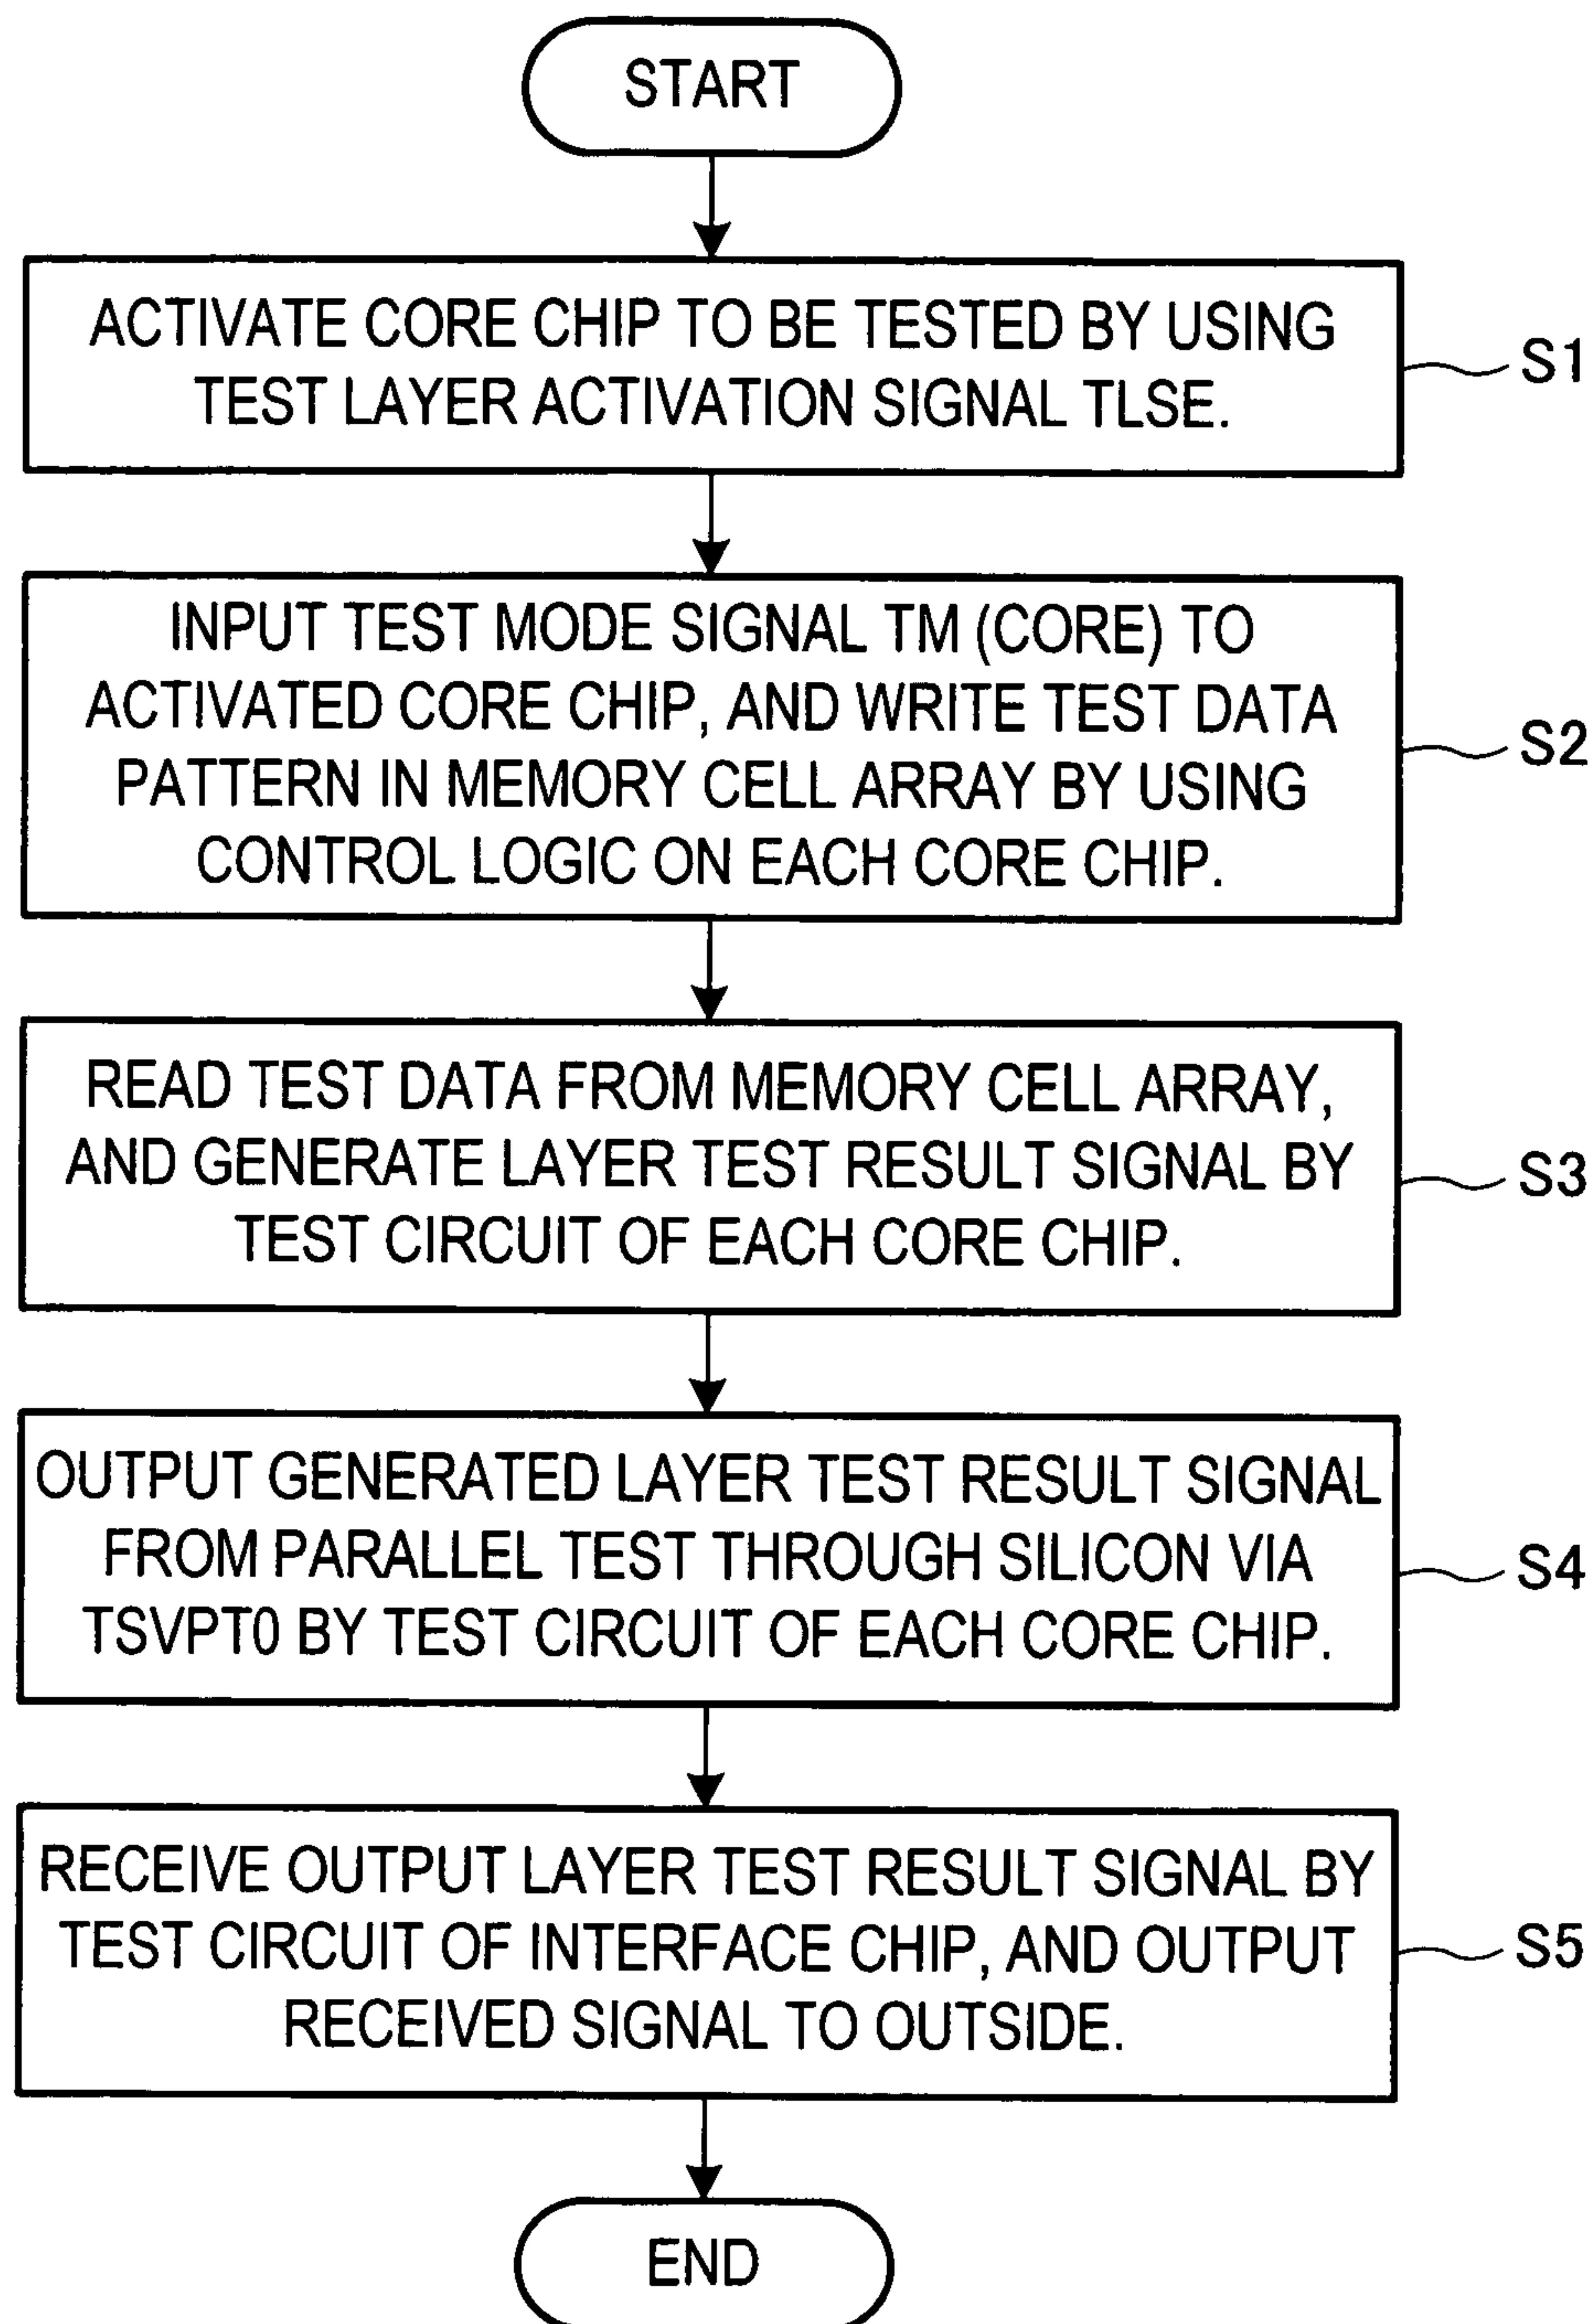 START
ACTIVATE CORE CHIP TO BE TESTED BY USING
TEST LAYER ACTIVATION SIGNAL TLSE.
S1
INPUT TEST MODE SIGNAL TM (CORE) TO
ACTIVATED CORE CHIP, AND WRITE TEST DATA
PATTERN IN MEMORY CELL ARRAY BY USING
CONTROL LOGIC ON EACH CORE CHIP.
S2
READ TEST DATA FROM MEMORY CELL ARRAY,
AND GENERATE LAYER TEST RESULT SIGNAL BY
TEST CIRCUIT OF EACH CORE CHIP.
S3
OUTPUT GENERATED LAYER TEST RESULT SIGNAL
FROM PARALLEL TEST THROUGH SILICON VIA
TSVPT0 BY TEST CIRCUIT OF EACH CORE CHIP.
S4
RECEIVE OUTPUT LAYER TEST RESULT SIGNAL BY
TEST CIRCUIT OF INTERFACE CHIP, AND OUTPUT
RECEIVED SIGNAL TO OUTSIDE.
S5
END